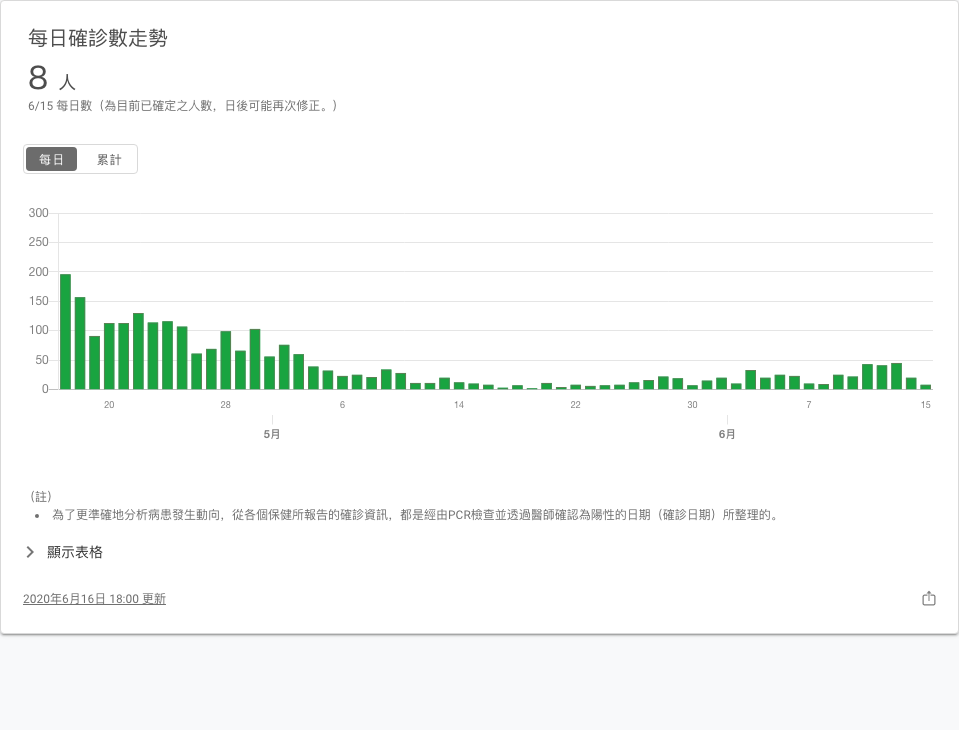 每日確診數走勢
8 人
6/15 每日數（為目前已確定之人數，日後可能再次修正。）
每日 累計
300
250
200
150
100
50
0
20 28 6 14 22 30 7 15
5月 6月
（註）
• 為了更準確地分析病患發生動向，從各個保健所報告的確診資訊，都是經由PCR檢查並透過醫師確認為陽性的日期（確診日期）所整理的。
顯示表格
2020年6月16日 18:00 更新